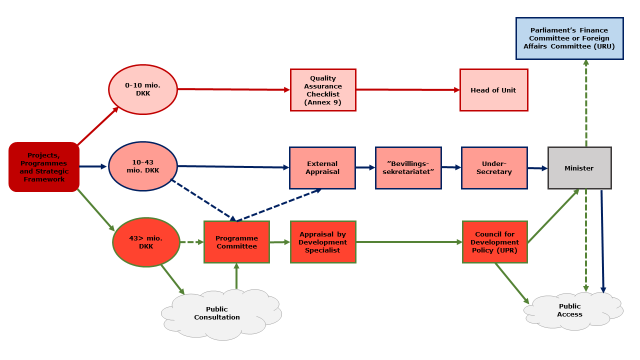 Parliament's Finance
Committee or Foreign
Affairs Committee (URU)
0-10 mio.
DKK
Quality
Assurance
Checklist
(Annex 9)
Head of Unit
Projects,
Programmes
and Strategic
Framework
10-43
mio. DKK
External
Appraisal
"Bevillings-
sekretariatet"
Under-
Secretary
Minister
43> mio.
DKK
Programme
Committee
Appraisal by
Development
Specialist
Council for
Development
Policy (UPR)
Public
Consultation
Public
Access